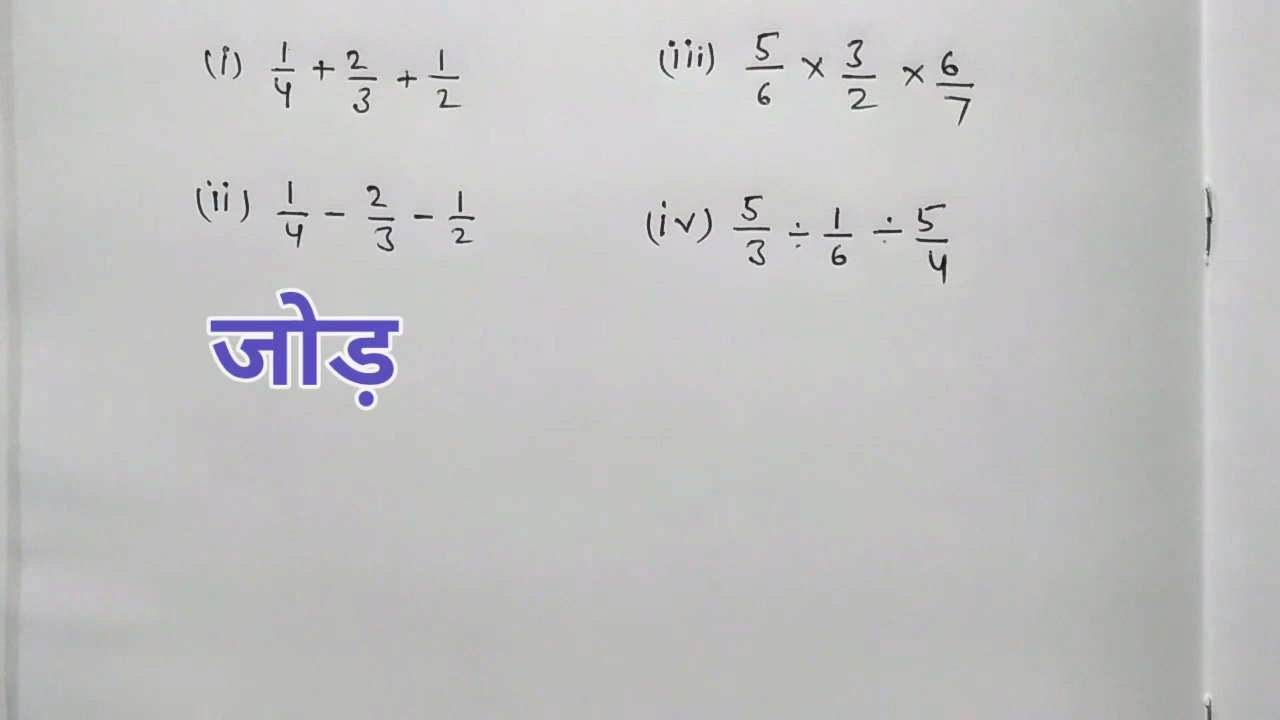 (i) 1/4 + 2/3 + 1/2
(ii) 1/4 - 2/3 - 1/2
(iii) 5/6 × 3/2 × 6/7
(iv) 5/3 ÷ 1/6 ÷ 5/4
जोड़